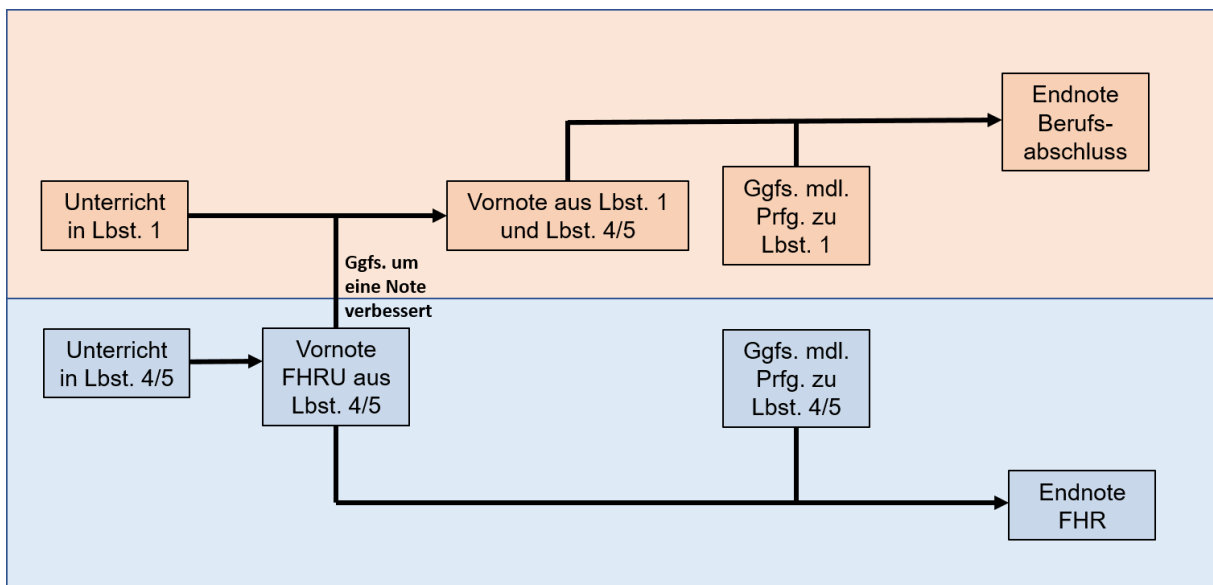 Endnote
Berufs-
abschluss
Unterricht
in Lbst. 1
Vornote aus Lbst. 1
und Lbst. 4/5
Ggfs. mdl.
Prfg. zu
Lbst. 1
Ggfs. um
eine Note
verbessert
Unterricht
in Lbst. 4/5
Vornote
FHRU aus
Lbst. 4/5
Ggfs. mdl.
Prfg. zu
Lbst. 4/5
Endnote
FHR